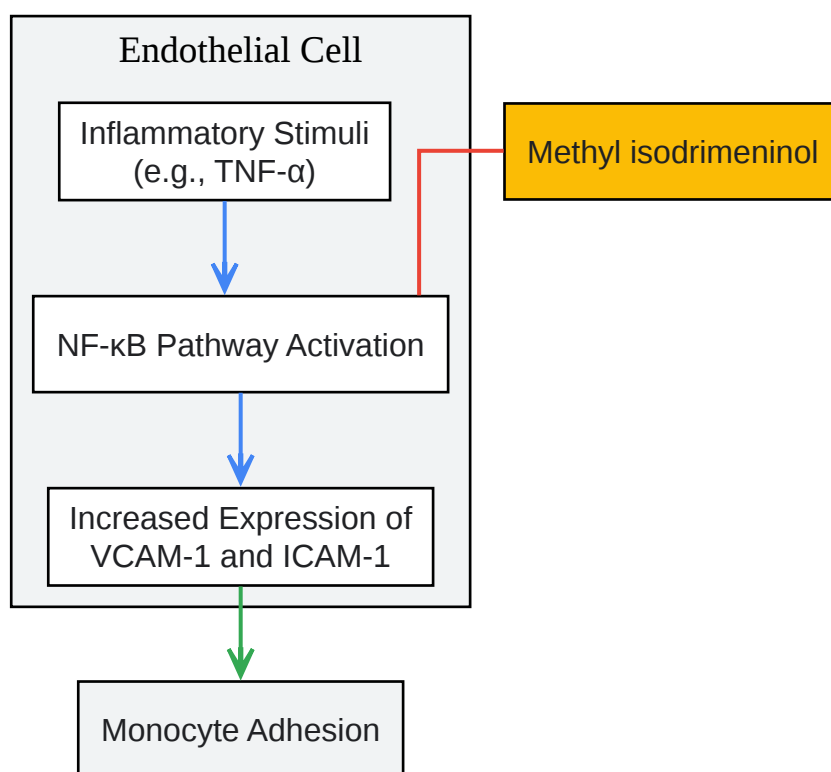 Endothelial Cell
Inflammatory Stimuli
(e.g., TNF-α)
Methyl isodrimeninol
NF-κB Pathway Activation
Increased Expression of
VCAM-1 and ICAM-1
Monocyte Adhesion